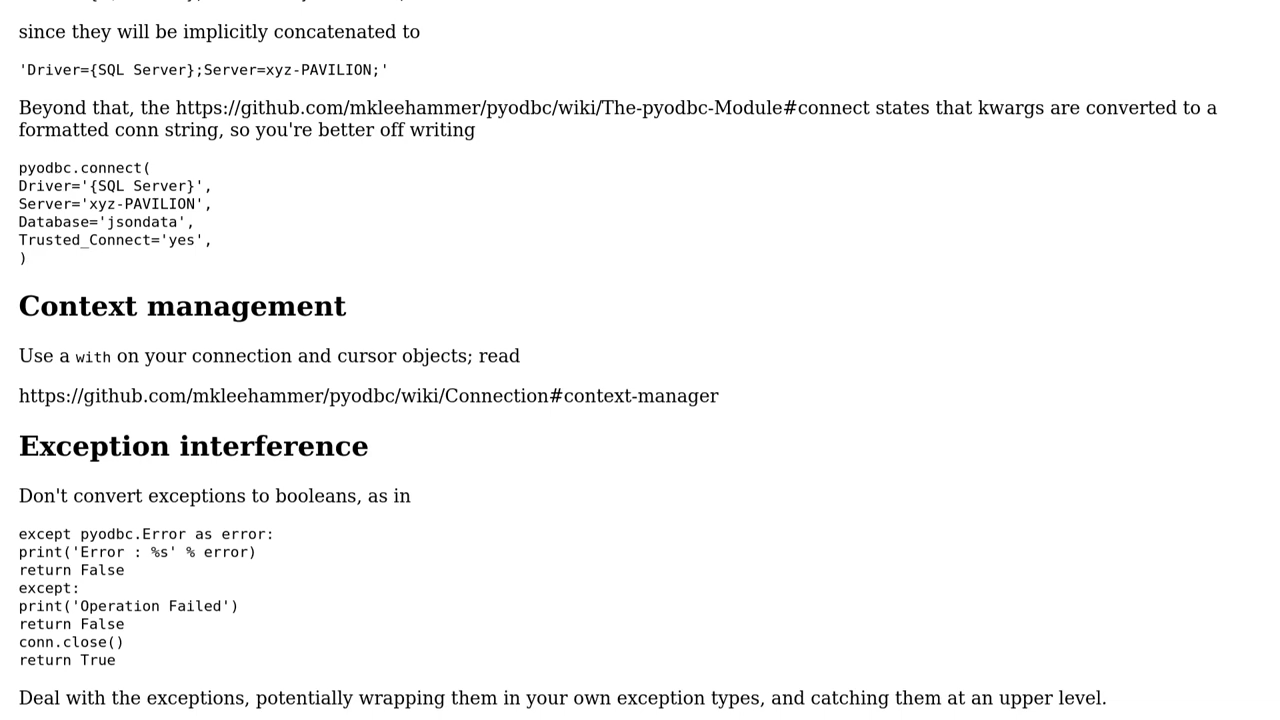 since they will be implicitly concatenated to
'Driver={SQL Server};Server=xyz-PAVILION;'
Beyond that, the https://github.com/mkleehammer/pyodbc/wiki/The-pyodbc-Module#connect states that kwargs are converted to a
formatted conn string, so you're better off writing
pyodbc.connect(
Driver='{SQL Server}',
Server='xyz-PAVILION',
Database='jsondata',
Trusted_Connect='yes',
)
Context management
Use a with on your connection and cursor objects; read
https://github.com/mkleehammer/pyodbc/wiki/Connection#context-manager
Exception interference
Don't convert exceptions to booleans, as in
except pyodbc.Error as error:
print('Error : %s' % error)
return False
except:
print('Operation Failed')
return False
conn.close()
return True
Deal with the exceptions, potentially wrapping them in your own exception types, and catching them at an upper level.